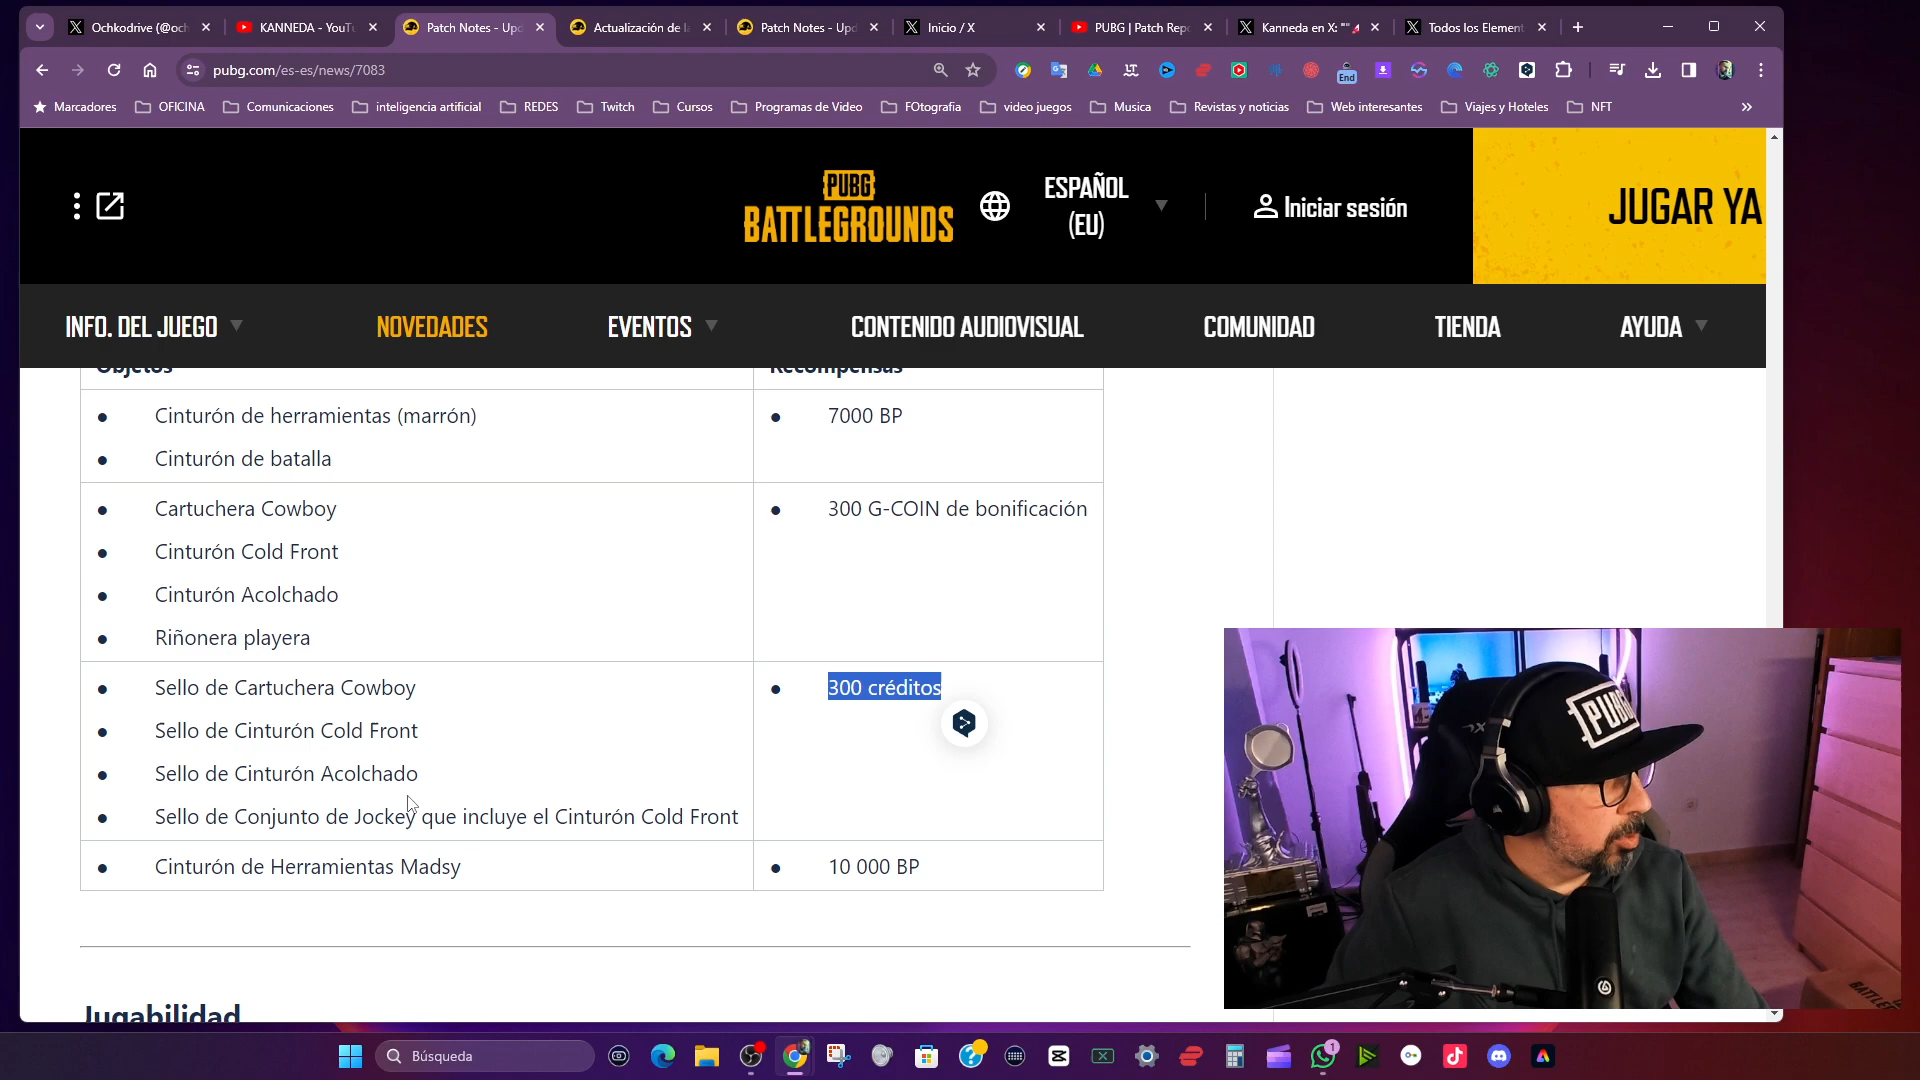 Ochkodrive (@och
KANNEDA - YouTu
Patch Notes - Upd
Actualización de la
Patch Notes - Upd
Inicio / X
PUBG | Patch Repo
Kanneda en X: "
Todos los Element
pubg.com/es-es/news/7083
End
Marcadores
OFICINA
Comunicaciones
inteligencia artificial
REDES
Twitch
Cursos
Programas de Video
FOtografia
video juegos
Musica
Revistas y noticias
Web interesantes
Viajes y Hoteles
NFT
PUBG
BATTLEGROUNDS
ESPAÑOL
(EU)
Iniciar sesión
JUGAR YA
INFO. DEL JUEGO
NOVEDADES
EVENTOS
CONTENIDO AUDIOVISUAL
COMUNIDAD
TIENDA
AYUDA
Objetos
Recompensas
Cinturón de herramientas (marrón)
7000 BP
Cinturón de batalla
Cartuchera Cowboy
300 G-COIN de bonificación
Cinturón Cold Front
Cinturón Acolchado
Riñonera playera
Sello de Cartuchera Cowboy
300 créditos
Sello de Cinturón Cold Front
Sello de Cinturón Acolchado
Sello de Conjunto de Jockey que incluye el Cinturón Cold Front
Cinturón de Herramientas Madsy
10 000 BP
Jugabilidad
PUBG
Búsqueda
1